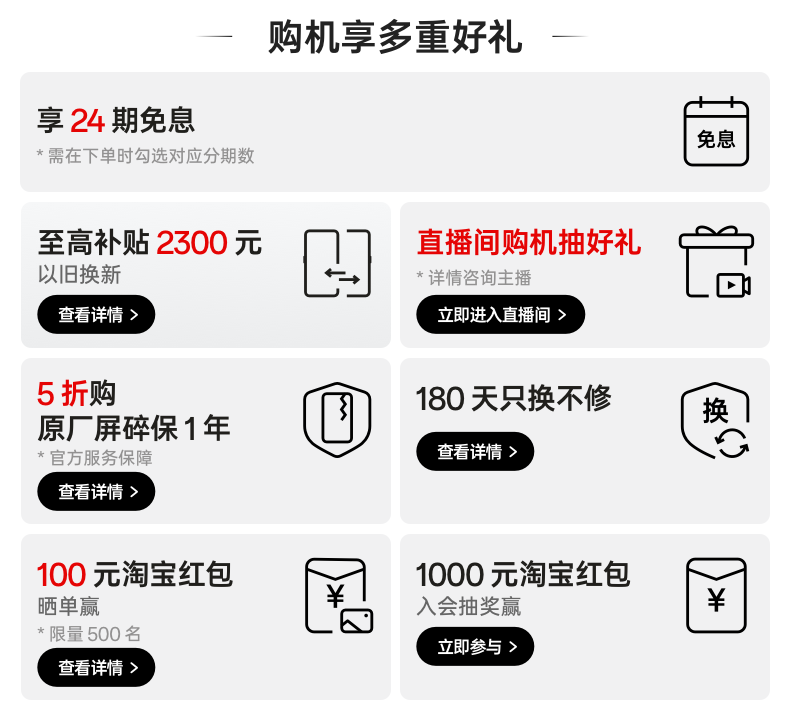 购机享多重好礼
享 24 期免息
* 需在下单时勾选对应分期数
免息
至高补贴 2300 元
以旧换新
查看详情 >
直播间购机抽好礼
* 详情咨询主播
立即进入直播间 >
5 折购
原厂屏碎保 1 年
* 官方服务保障
查看详情 >
180 天只换不修
查看详情 >
换
100 元淘宝红包
晒单赢
* 限量 500 名
查看详情 >
¥
1000 元淘宝红包
入会抽奖赢
立即参与 >
¥